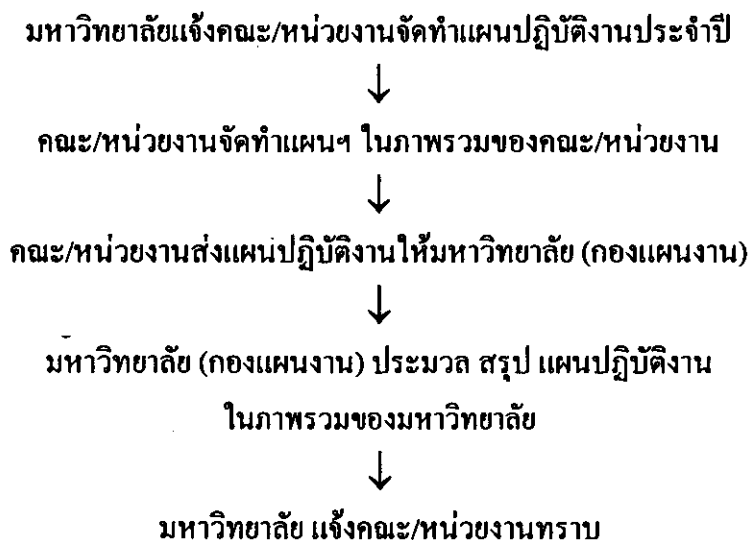 มหาวิทยาลัยแจ้งคณะ/หน่วยงานจัดทำแผนปฏิบัติงานประจำปี
↓
คณะ/หน่วยงานจัดทำแผนฯ ในภาพรวมของคณะ/หน่วยงาน
↓
คณะ/หน่วยงานส่งแผนปฏิบัติงานให้มหาวิทยาลัย (กองแผนงาน)
↓
มหาวิทยาลัย (กองแผนงาน) ประมวล สรุป แผนปฏิบัติงาน
ในภาพรวมของมหาวิทยาลัย
↓
มหาวิทยาลัย แจ้งคณะ/หน่วยงานทราบ